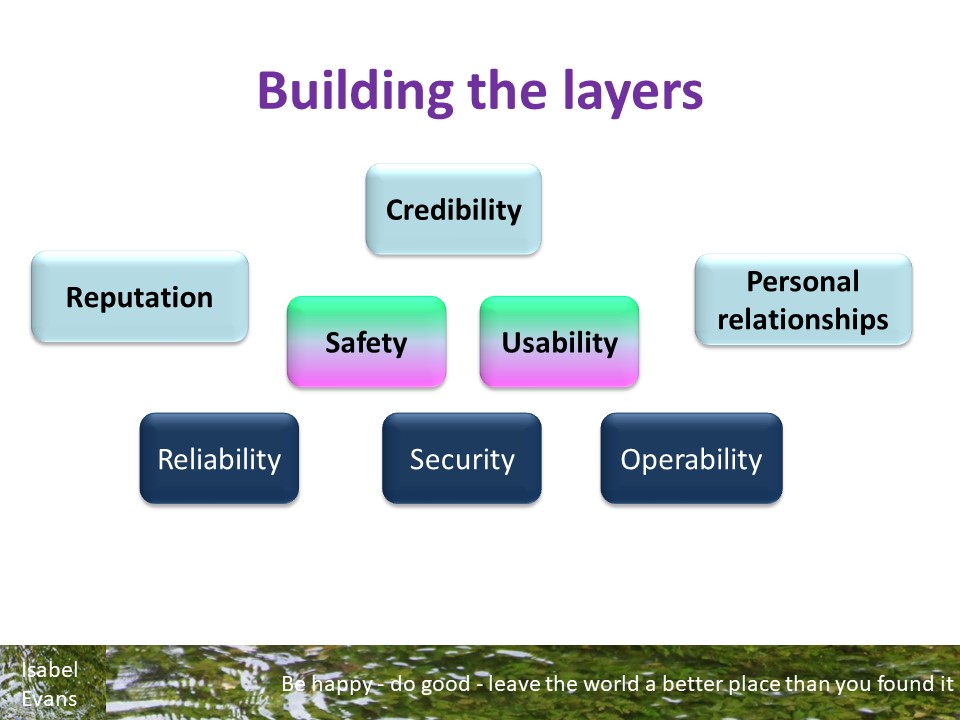 Building the layers
Credibility
Reputation
Personal
relationships
Safety
Usability
Reliability
Security
Operability
Isabel
Evans
Be happy - do good - leave the world a better place than you found it